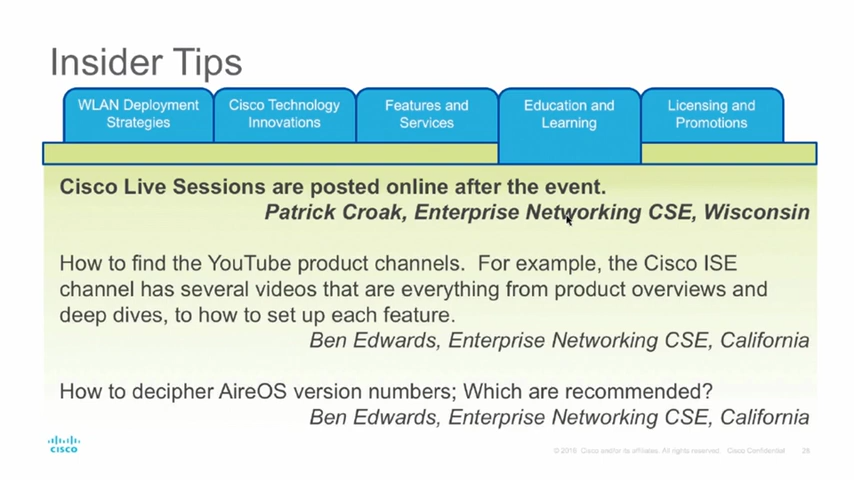 Insider Tips
WLAN Deployment
Strategies
Cisco Technology
Innovations
Features and
Services
Education and
Learning
Licensing and
Promotions
Cisco Live Sessions are posted online after the event.
Patrick Croak, Enterprise Networking CSE, Wisconsin
How to find the YouTube product channels.  For example, the Cisco ISE
channel has several videos that are everything from product overviews and
deep dives, to how to set up each feature.
Ben Edwards, Enterprise Networking CSE, California
How to decipher AireOS version numbers; Which are recommended?
Ben Edwards, Enterprise Networking CSE, California
CISCO
© 2016 Cisco and/or its affiliates. All rights reserved. Cisco Confidential 26